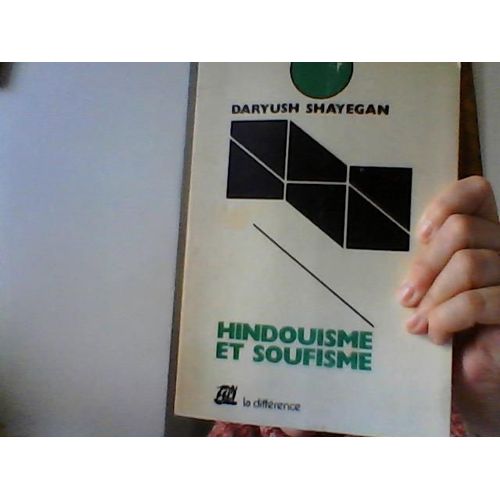 DARYUSH SHAYEGAN
HINDOUISME
ET SOUFISME
la différence